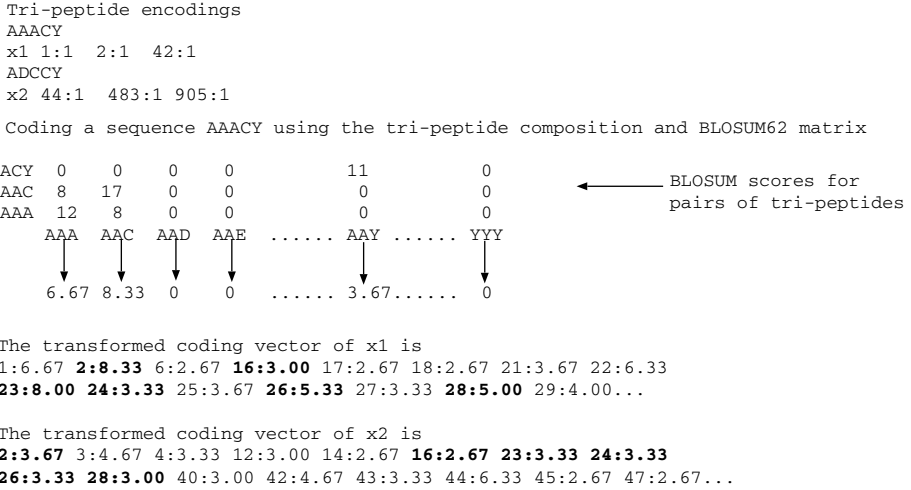 Tri-peptide encodings
AAACY
x1 1:1 2:1 42:1
ADCCY
x2 44:1 483:1 905:1
Coding a sequence AAACY using the tri-peptide composition and BLOSUM62 matrix
ACY 0 0 0 0 11 0
AAC 8 17 0 0 0 0
AAA 12 8 0 0 0 0
AAA AAC AAD AAE ...... AAY ...... YYY
BLOSUM scores for
pairs of tri-peptides
6.67 8.33 0 0 ...... 3.67...... 0
The transformed coding vector of x1 is
1:6.67 2:8.33 6:2.67 16:3.00 17:2.67 18:2.67 21:3.67 22:6.33
23:8.00 24:3.33 25:3.67 26:5.33 27:3.33 28:5.00 29:4.00...
The transformed coding vector of x2 is
2:3.67 3:4.67 4:3.33 12:3.00 14:2.67 16:2.67 23:3.33 24:3.33
26:3.33 28:3.00 40:3.00 42:4.67 43:3.33 44:6.33 45:2.67 47:2.67...